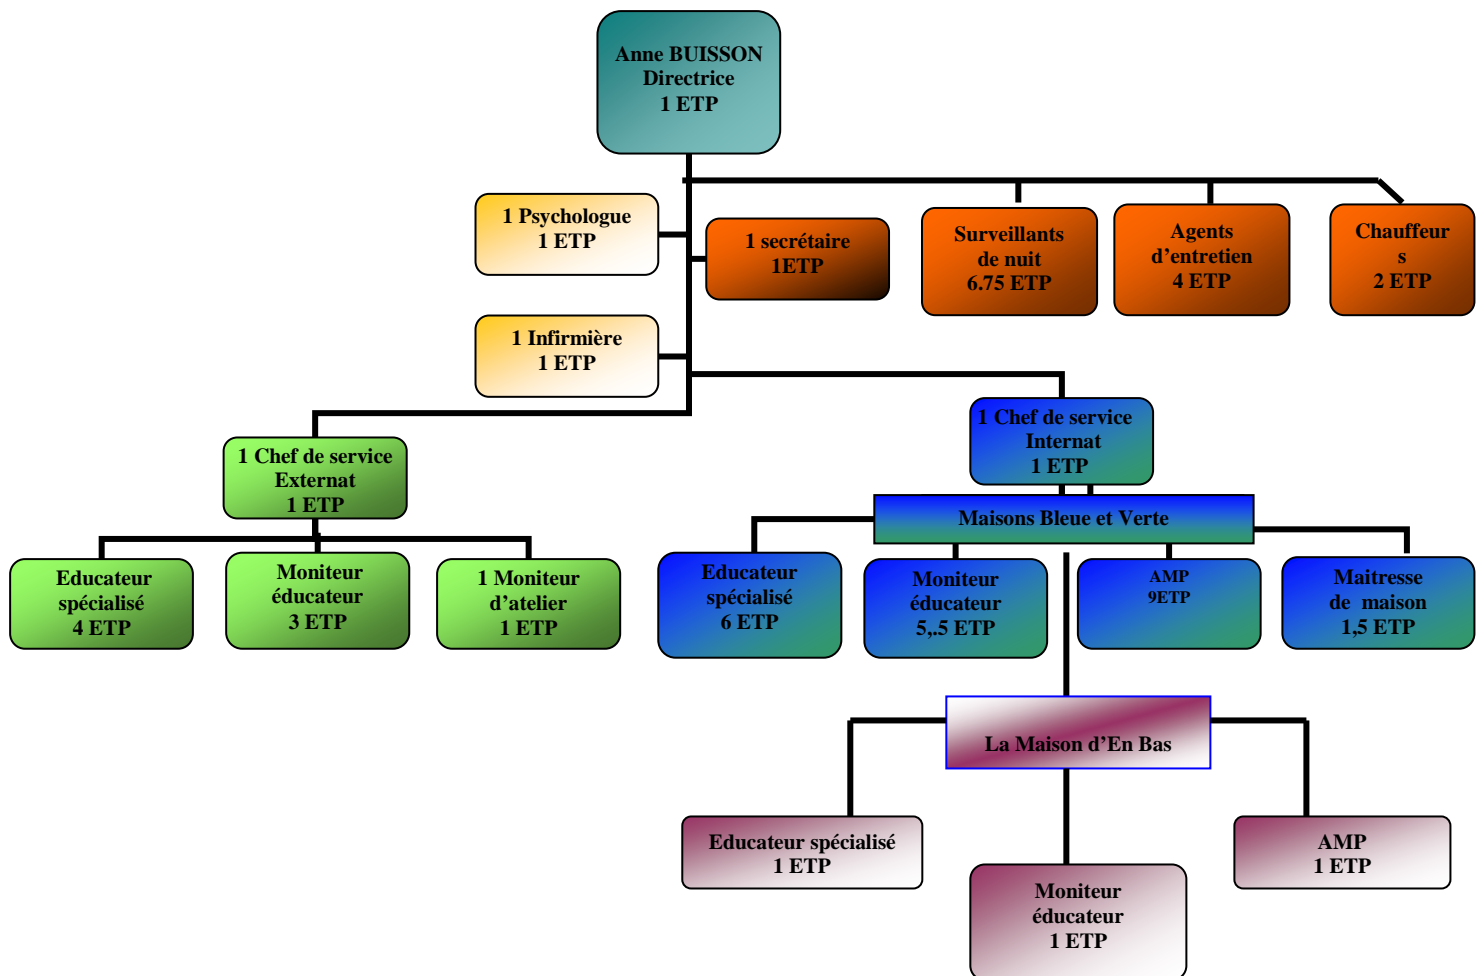 Anne BUISSON
Directrice
1 ETP
1 Psychologue
1 ETP
1 secrétaire
1ETP
Surveillants
de nuit
6.75 ETP
Agents
d’entretien
4 ETP
Chauffeur
s
2 ETP
1 Infirmière
1 ETP
1 Chef de service
Externat
1 ETP
1 Chef de service
Internat
1 ETP
Maisons Bleue et Verte
Educateur
spécialisé
4 ETP
Moniteur
éducateur
3 ETP
1 Moniteur
d’atelier
1 ETP
Educateur
spécialisé
6 ETP
Moniteur
éducateur
5,.5 ETP
AMP
9ETP
Maitresse
de maison
1,5 ETP
La Maison d’En Bas
Educateur spécialisé
1 ETP
Moniteur
éducateur
1 ETP
AMP
1 ETP